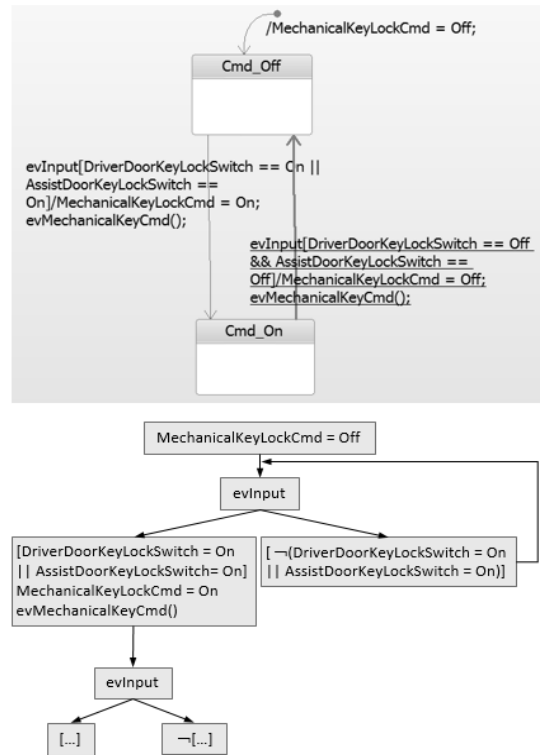 /MechanicalKeyLockCmd = Off;
Cmd_Off
evInput[DriverDoorKeyLockSwitch == On ||
AssistDoorKeyLockSwitch ==
On]/MechanicalKeyLockCmd = On;
evMechanicalKeyCmd();
evInput[DriverDoorKeyLockSwitch == Off
&& AssistDoorKeyLockSwitch ==
Off]/MechanicalKeyLockCmd = Off;
evMechanicalKeyCmd();
Cmd_On
MechanicalKeyLockCmd = Off
evInput
[DriverDoorKeyLockSwitch = On
|| AssistDoorKeyLockSwitch= On]
MechanicalKeyLockCmd = On
evMechanicalKeyCmd()
[ ¬(DriverDoorKeyLockSwitch = On
|| AssistDoorKeyLockSwitch = On)]
evInput
[...]
¬[...]